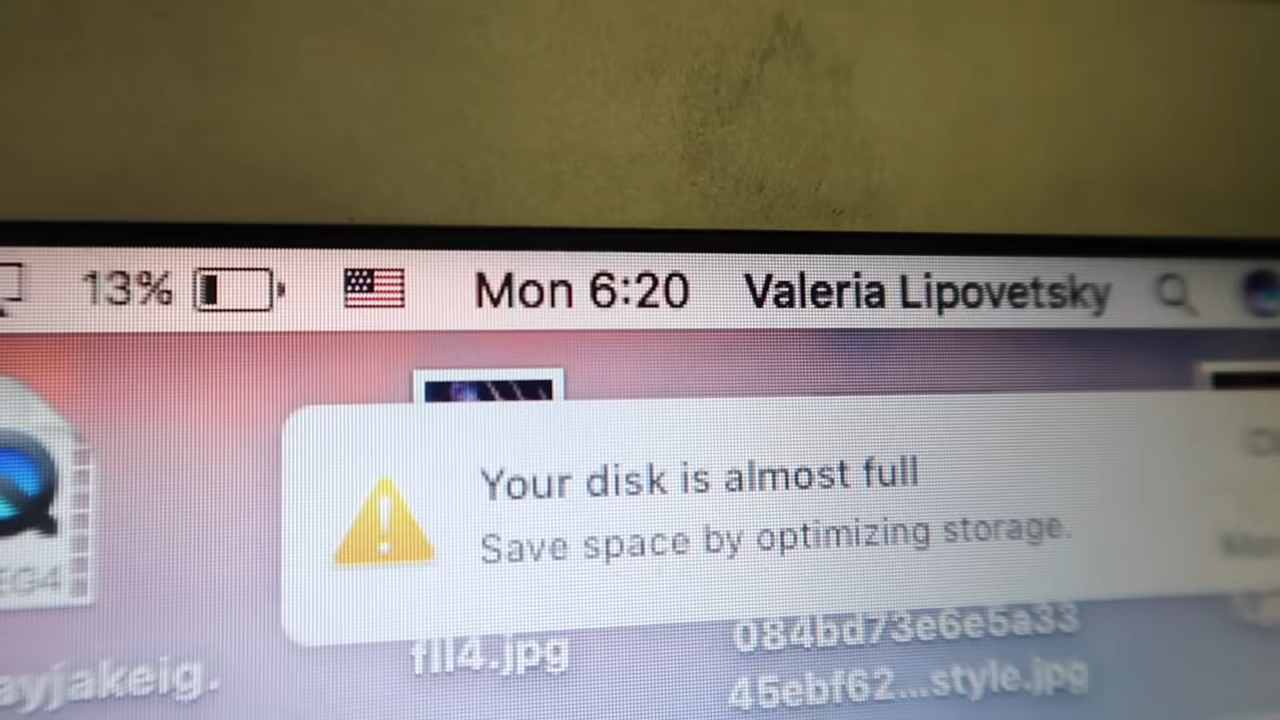 13%
Mon 6:20
Valeria Lipovetsky
Your disk is almost full
Save space by optimizing storage.
EG4
ayjakeig.
fll4.jpg
084bd73e6e5a33
45ebf62...style.jpg